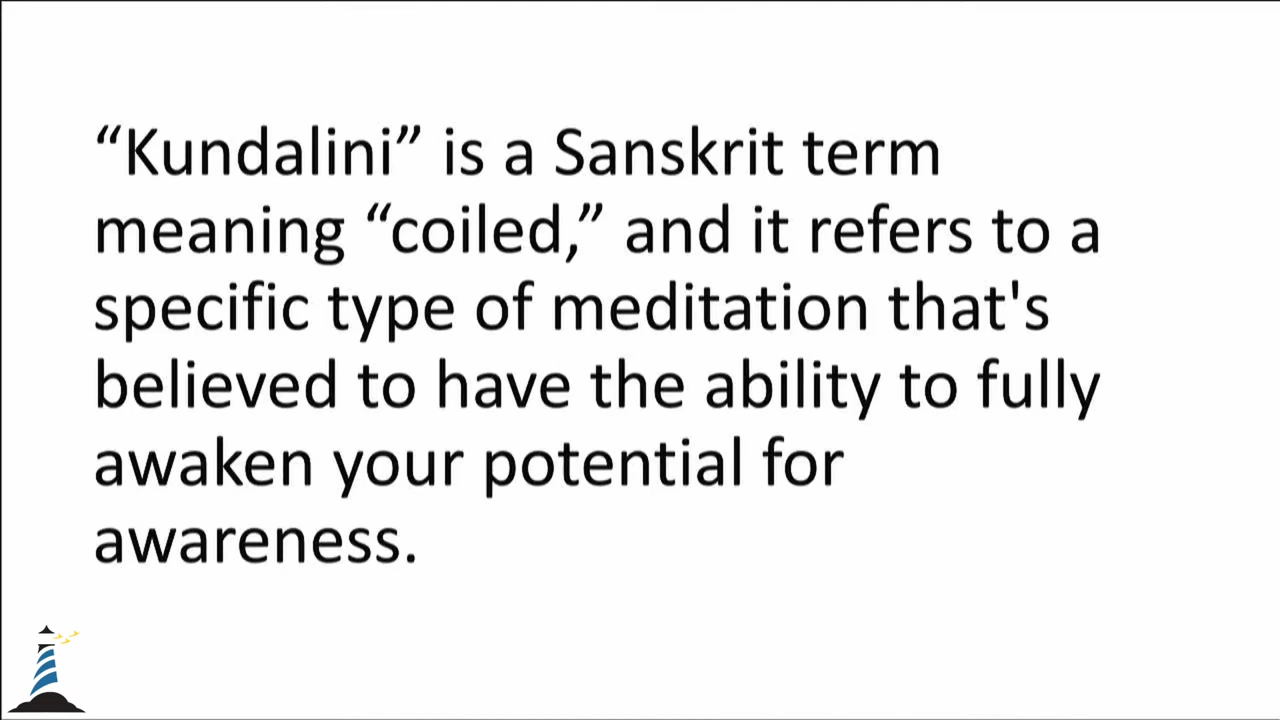 “Kundalini” is a Sanskrit term
meaning “coiled,” and it refers to a
specific type of meditation that's
believed to have the ability to fully
awaken your potential for
awareness.